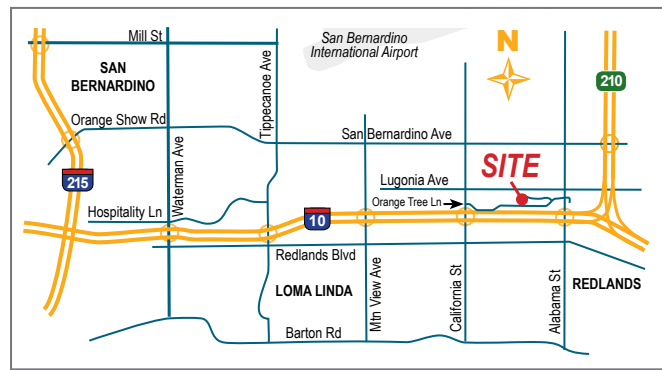 Mill St
San Bernardino
International Airport
N
SAN
BERNARDINO
Tippecanoe Ave
210
Orange Show Rd
San Bernardino Ave
Waterman Ave
SITE
215
Lugonia Ave
Orange Tree Ln
Hospitality Ln
10
Redlands Blvd
LOMA LINDA
Mtn View Ave
California St
Alabama St
REDLANDS
Barton Rd